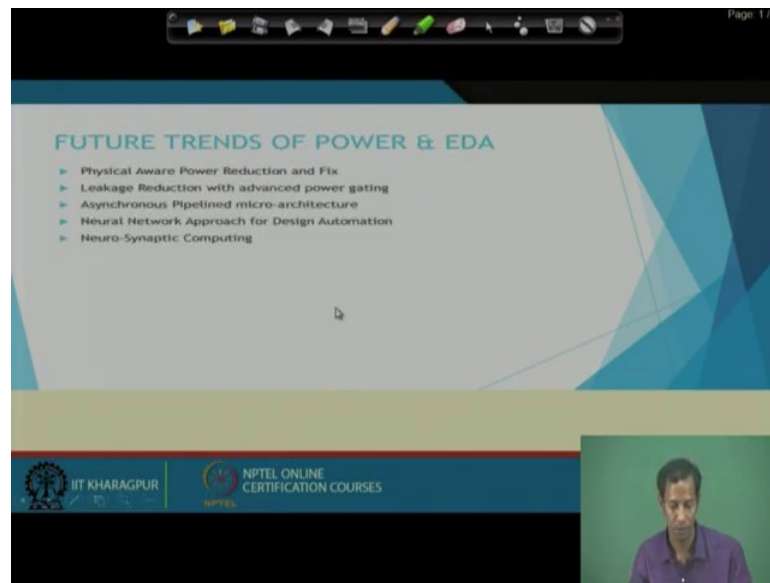 Page: 1/
FUTURE TRENDS OF POWER & EDA
Physical Aware Power Reduction and Fix
Leakage Reduction with advanced power gating
Asynchronous Pipelined micro-architecture
Neural Network Approach for Design Automation
Neuro-Synaptic Computing
IIT KHARAGPUR
NPTEL
NPTEL ONLINE
CERTIFICATION COURSES